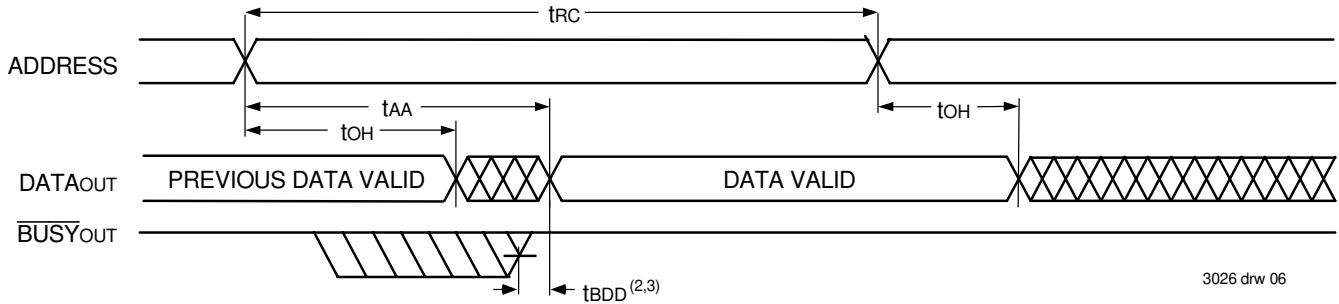 tRC
ADDRESS
tAA
tOH
tOH
DATAOUT
PREVIOUS DATA VALID
DATA VALID
BUSYOUT
tBDD (2,3)
3026 drw 06